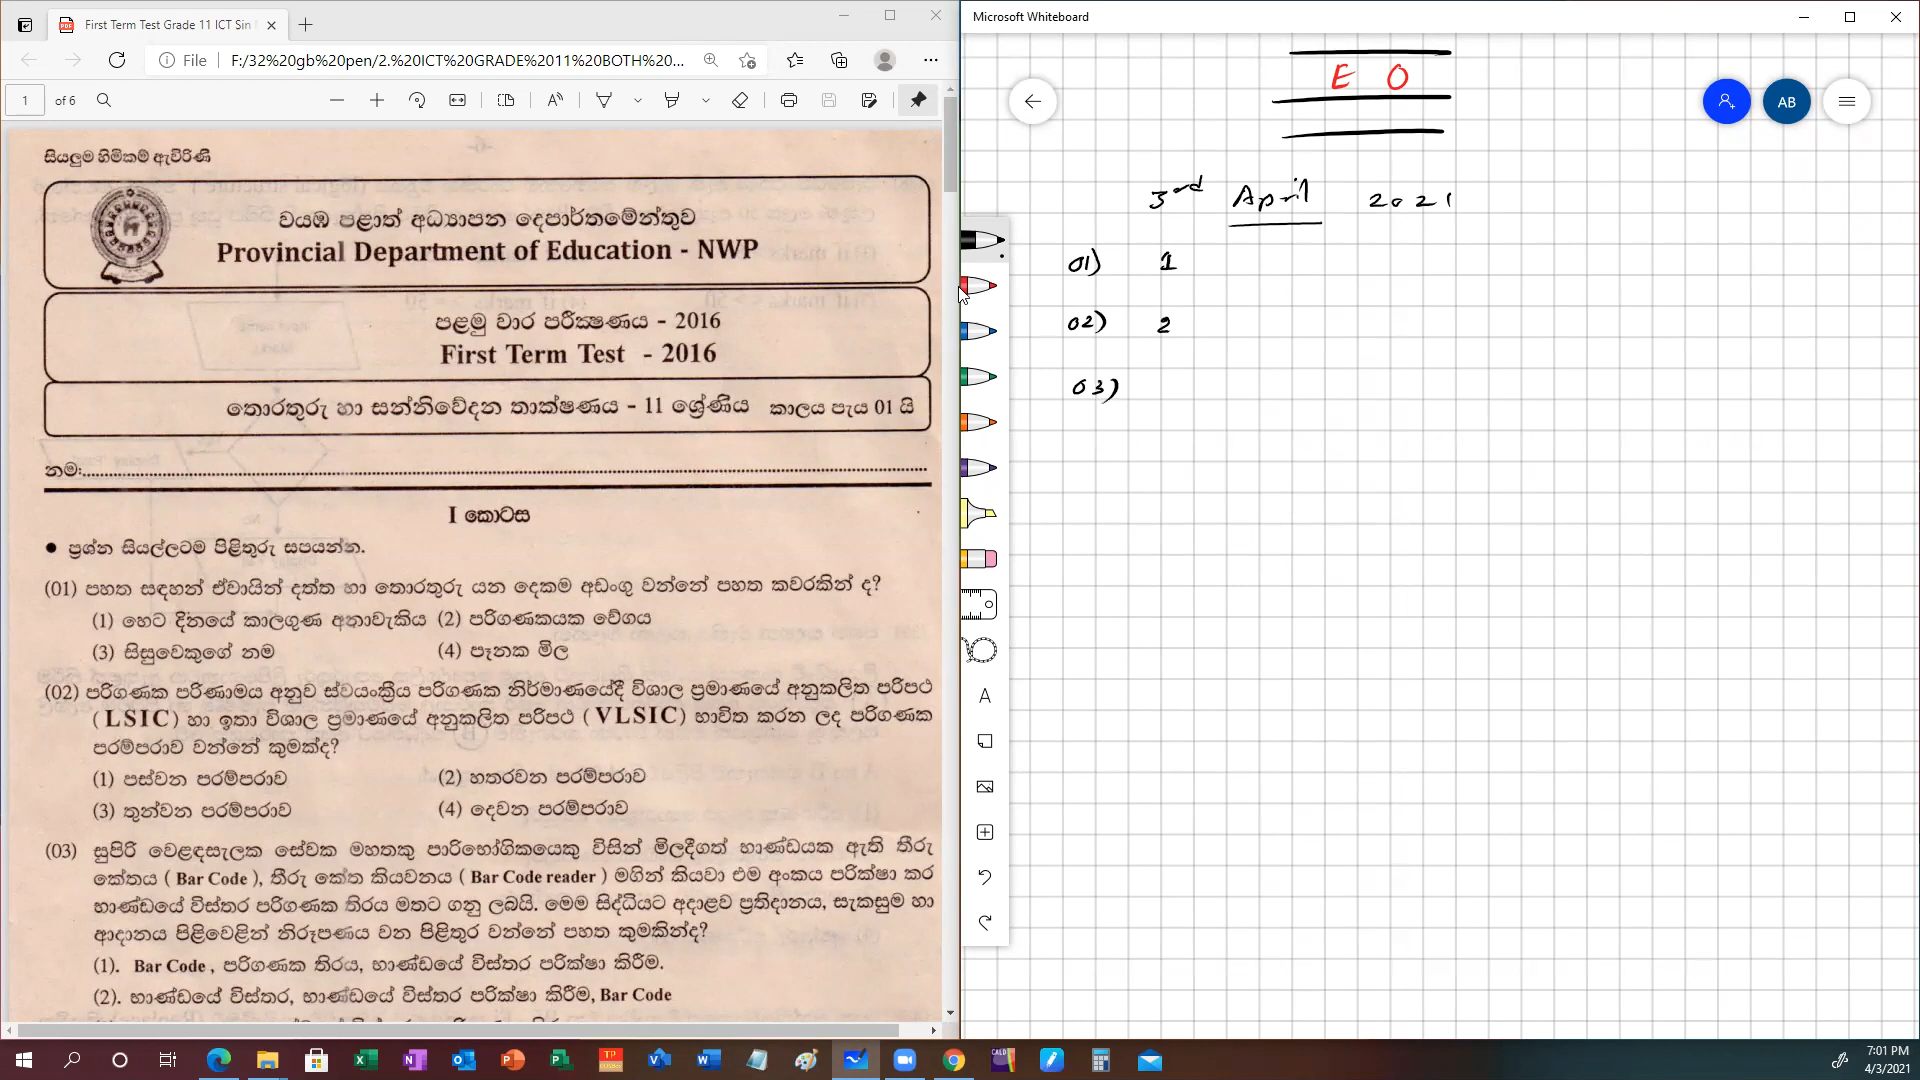 First Term Test Grade 11 ICT Sin
File
F:/32%20gb%20pen/2.%20ICT%20GRADE%2011%20BOTH%20...
1 of 6
සියලුම හිමිකම් ඇවිරිණි
වයඹ පළාත් අධ්‍යාපන දෙපාර්තමේන්තුව
Provincial Department of Education - NWP
පළමු වාර පරීක්ෂණය - 2016
First Term Test - 2016
තොරතුරු හා සන්නිවේදන තාක්ෂණය - 11 ශ්‍රේණිය කාලය පැය 01 යි
නම:
I කොටස
● ප්‍රශ්න සියල්ලටම පිළිතුරු සපයන්න.
(01) පහත සඳහන් ඒවායින් දත්ත හා තොරතුරු යන දෙකම අඩංගු වන්නේ පහත කවරකින් ද?
(1) හෙට දිනයේ කාලගුණ අනාවැකිය (2) පරිගණකයක වේගය
(3) සිසුවෙකුගේ නම (4) පෑනක මිල
(02) පරිගණක පරිණාමය අනුව ස්වයංක්‍රීය පරිගණක නිර්මාණයේදී විශාල ප්‍රමාණයේ අනුකලිත පරිපථ
( LSIC ) හා ඉතා විශාල ප්‍රමාණයේ අනුකලිත පරිපථ ( VLSIC ) භාවිත කරන ලද පරිගණක
පරම්පරාව වන්නේ කුමක්ද?
(1) පස්වන පරම්පරාව (2) හතරවන පරම්පරාව
(3) තුන්වන පරම්පරාව (4) දෙවන පරම්පරාව
(03) සුපිරි වෙළඳසැලක සේවක මහතකු පාරිභෝගිකයෙකු විසින් මිලදීගත් භාණ්ඩයක ඇති තීරු
කේතය ( Bar Code ), තීරු කේත කියවනය ( Bar Code reader ) මගින් කියවා එම අංකය පරික්ෂා කර
භාණ්ඩයේ විස්තර පරිගණක තිරය මතට ගනු ලබයි. මෙම සිද්ධියට අදාළව ප්‍රතිදානය, සැකසුම හා
ආදානය පිළිවෙළින් නිරූපණය වන පිළිතුර වන්නේ පහත කුමකින්ද?
(1). Bar Code , පරිගණක තිරය, භාණ්ඩයේ විස්තර පරික්ෂා කිරීම.
(2). භාණ්ඩයේ විස්තර, භාණ්ඩයේ විස්තර පරික්ෂා කිරීම, Bar Code
Microsoft Whiteboard
E O
AB
3rd April 2021
01) 1
02) 2
03)
7:01 PM
4/3/2021